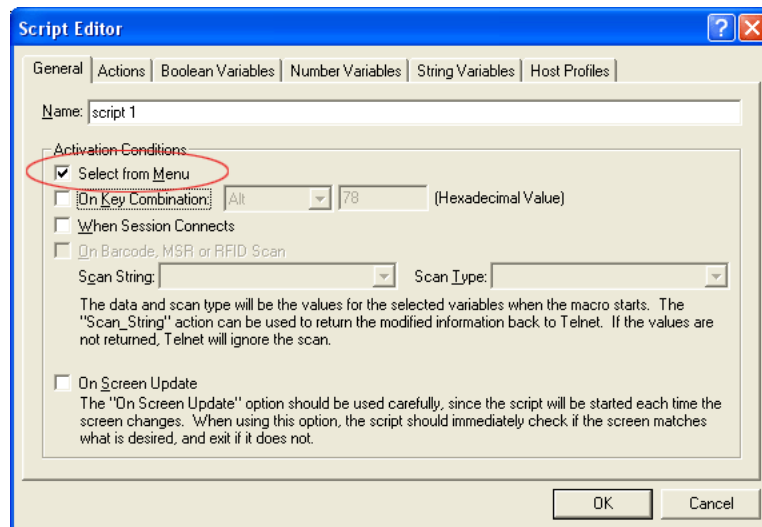 Script Editor
General Actions Boolean Variables Number Variables String Variables Host Profiles
Name: script 1
Activation Conditions
Select from Menu
On Key Combination: Alt 78 (Hexadecimal Value)
When Session Connects
On Barcode, MSR or RFID Scan
Scan String: Scan Type:
The data and scan type will be the values for the selected variables when the macro starts. The
"Scan_String" action can be used to return the modified information back to Telnet. If the values are
not returned, Telnet will ignore the scan.
On Screen Update
The "On Screen Update" option should be used carefully, since the script will be started each time the
screen changes. When using this option, the script should immediately check if the screen matches
what is desired, and exit if it does not.
OK Cancel